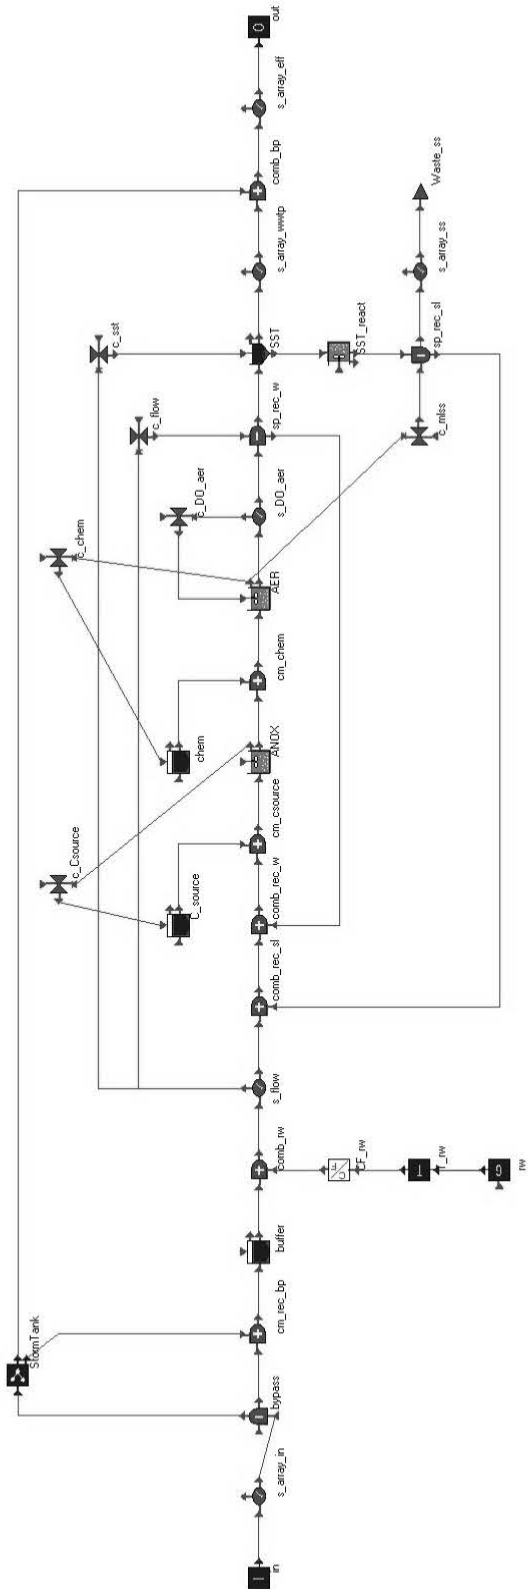 out
s_array_eff
comb_bp
s_array_wwtp
Waste_ss
s_array_ss
c_sst
SST
SST_react
sp_rec_sl
c_flow
sp_rec_w
c_mlss
c_DO_aer
s_DO_aer
c_chem
AER
cm_chem
chem
ANOX
c_Csource
cm_csource
C_source
comb_rec_w
comb_rec_sl
s_flow
comb_rw
CF_rw
rw
buffer
StormTank
cm_rec_bp
bypass
s_array_in
in